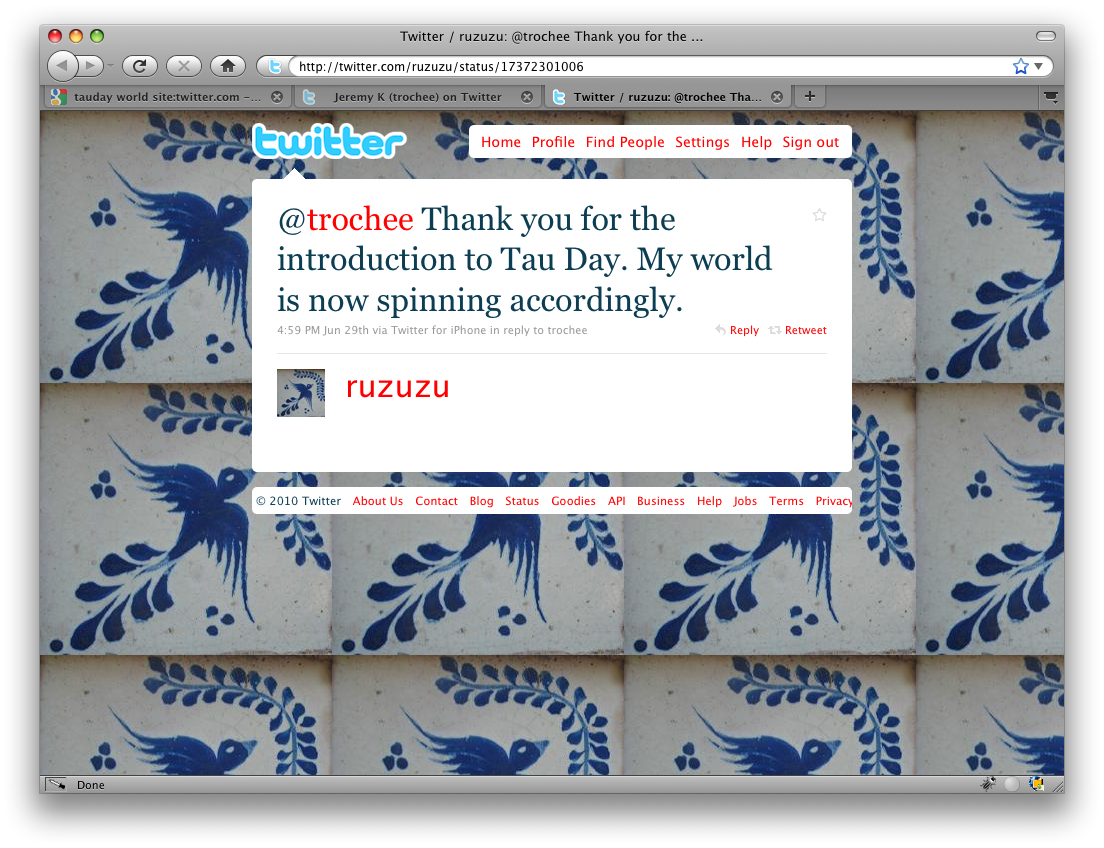 Twitter / ruzuzu: @trochee Thank you for the ...
http://twitter.com/ruzuzu/status/17372301006
tauday world site:twitter.com –...
Jeremy K (trochee) on Twitter
Twitter / ruzuzu: @trochee Tha...
twitter
Home Profile Find People Settings Help Sign out
@trochee Thank you for the
introduction to Tau Day. My world
is now spinning accordingly.
4:59 PM Jun 29th via Twitter for iPhone in reply to trochee
Reply Retweet
ruzuzu
© 2010 Twitter About Us Contact Blog Status Goodies API Business Help Jobs Terms Privacy
Done